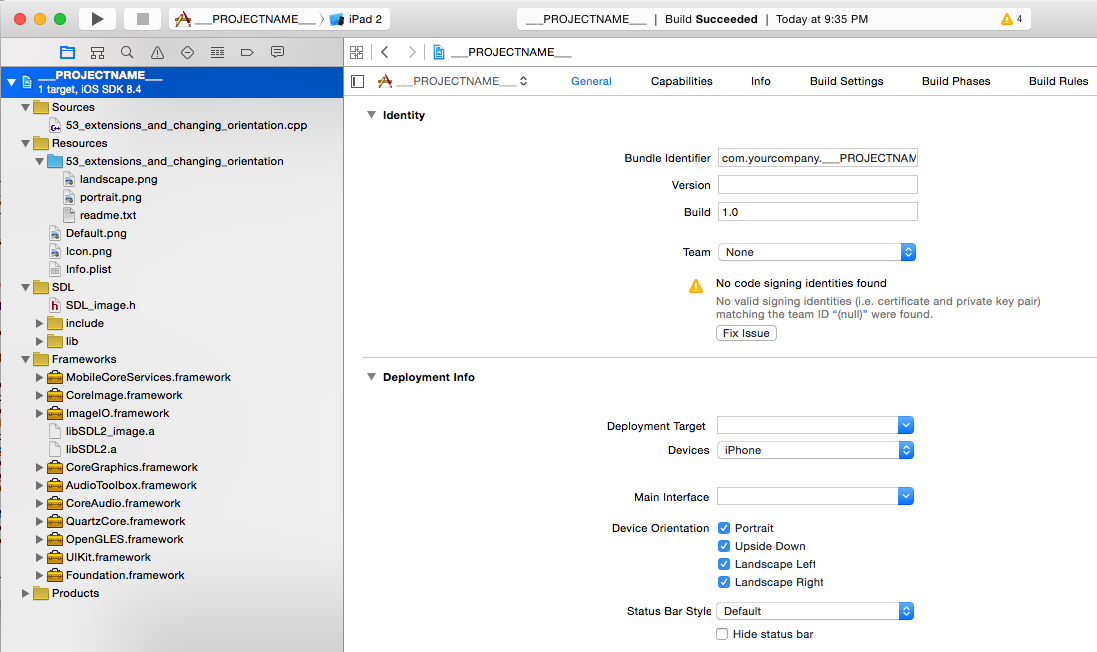 ___PROJECTNAME___ iPad 2
___PROJECTNAME___ | Build Succeeded | Today at 9:35 PM
4
___PROJECTNAME___
1 target, iOS SDK 8.4
Sources
53_extensions_and_changing_orientation.cpp
Resources
53_extensions_and_changing_orientation
landscape.png
portrait.png
readme.txt
Default.png
Icon.png
Info.plist
SDL
SDL_image.h
include
lib
Frameworks
MobileCoreServices.framework
CoreImage.framework
ImageIO.framework
libSDL2_image.a
libSDL2.a
CoreGraphics.framework
AudioToolbox.framework
CoreAudio.framework
QuartzCore.framework
OpenGLES.framework
UIKit.framework
Foundation.framework
Products
___PROJECTNAME___
___PROJECTNAME___ General Capabilities Info Build Settings Build Phases Build Rules
Identity
Bundle Identifier com.yourcompany.___PROJECTNAM
Version
Build 1.0
Team None
No code signing identities found
No valid signing identities (i.e. certificate and private key pair)
matching the team ID “(null)” were found.
Fix Issue
Deployment Info
Deployment Target
Devices iPhone
Main Interface
Device Orientation Portrait
Upside Down
Landscape Left
Landscape Right
Status Bar Style Default
Hide status bar